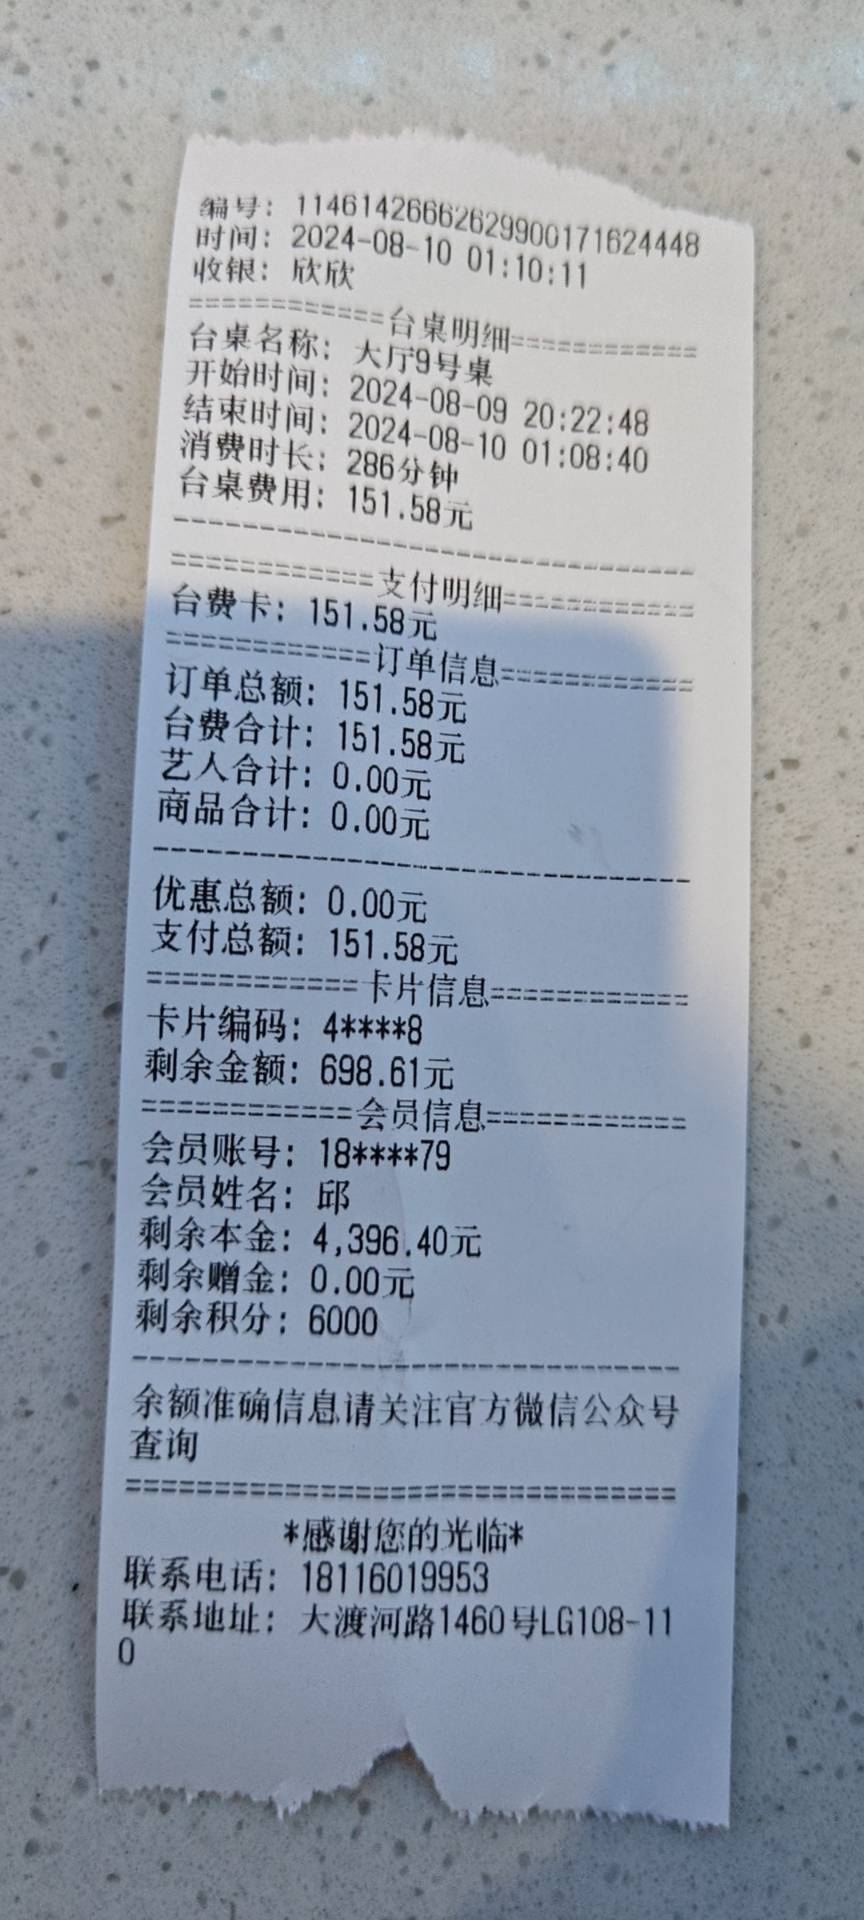 编号: 11461426662629900171624448
时间: 2024-08-10 01:10:11
收银: 欣欣
============台桌明细============
台桌名称: 大厅9号桌
开始时间: 2024-08-09 20:22:48
结束时间: 2024-08-10 01:08:40
消费时长: 286分钟
台桌费用: 151.58元
--------------------------------
============支付明细============
台费卡: 151.58元
============订单信息============
订单总额: 151.58元
台费合计: 151.58元
艺人合计: 0.00元
商品合计: 0.00元
--------------------------------
优惠总额: 0.00元
支付总额: 151.58元
============卡片信息============
卡片编码: 4****8
剩余金额: 698.61元
============会员信息============
会员账号: 18****79
会员姓名: 邱
剩余本金: 4,396.40元
剩余赠金: 0.00元
剩余积分: 6000
--------------------------------
余额准确信息请关注官方微信公众号
查询
================================
*感谢您的光临*
联系电话: 18116019953
联系地址: 大渡河路1460号LG108-11
0